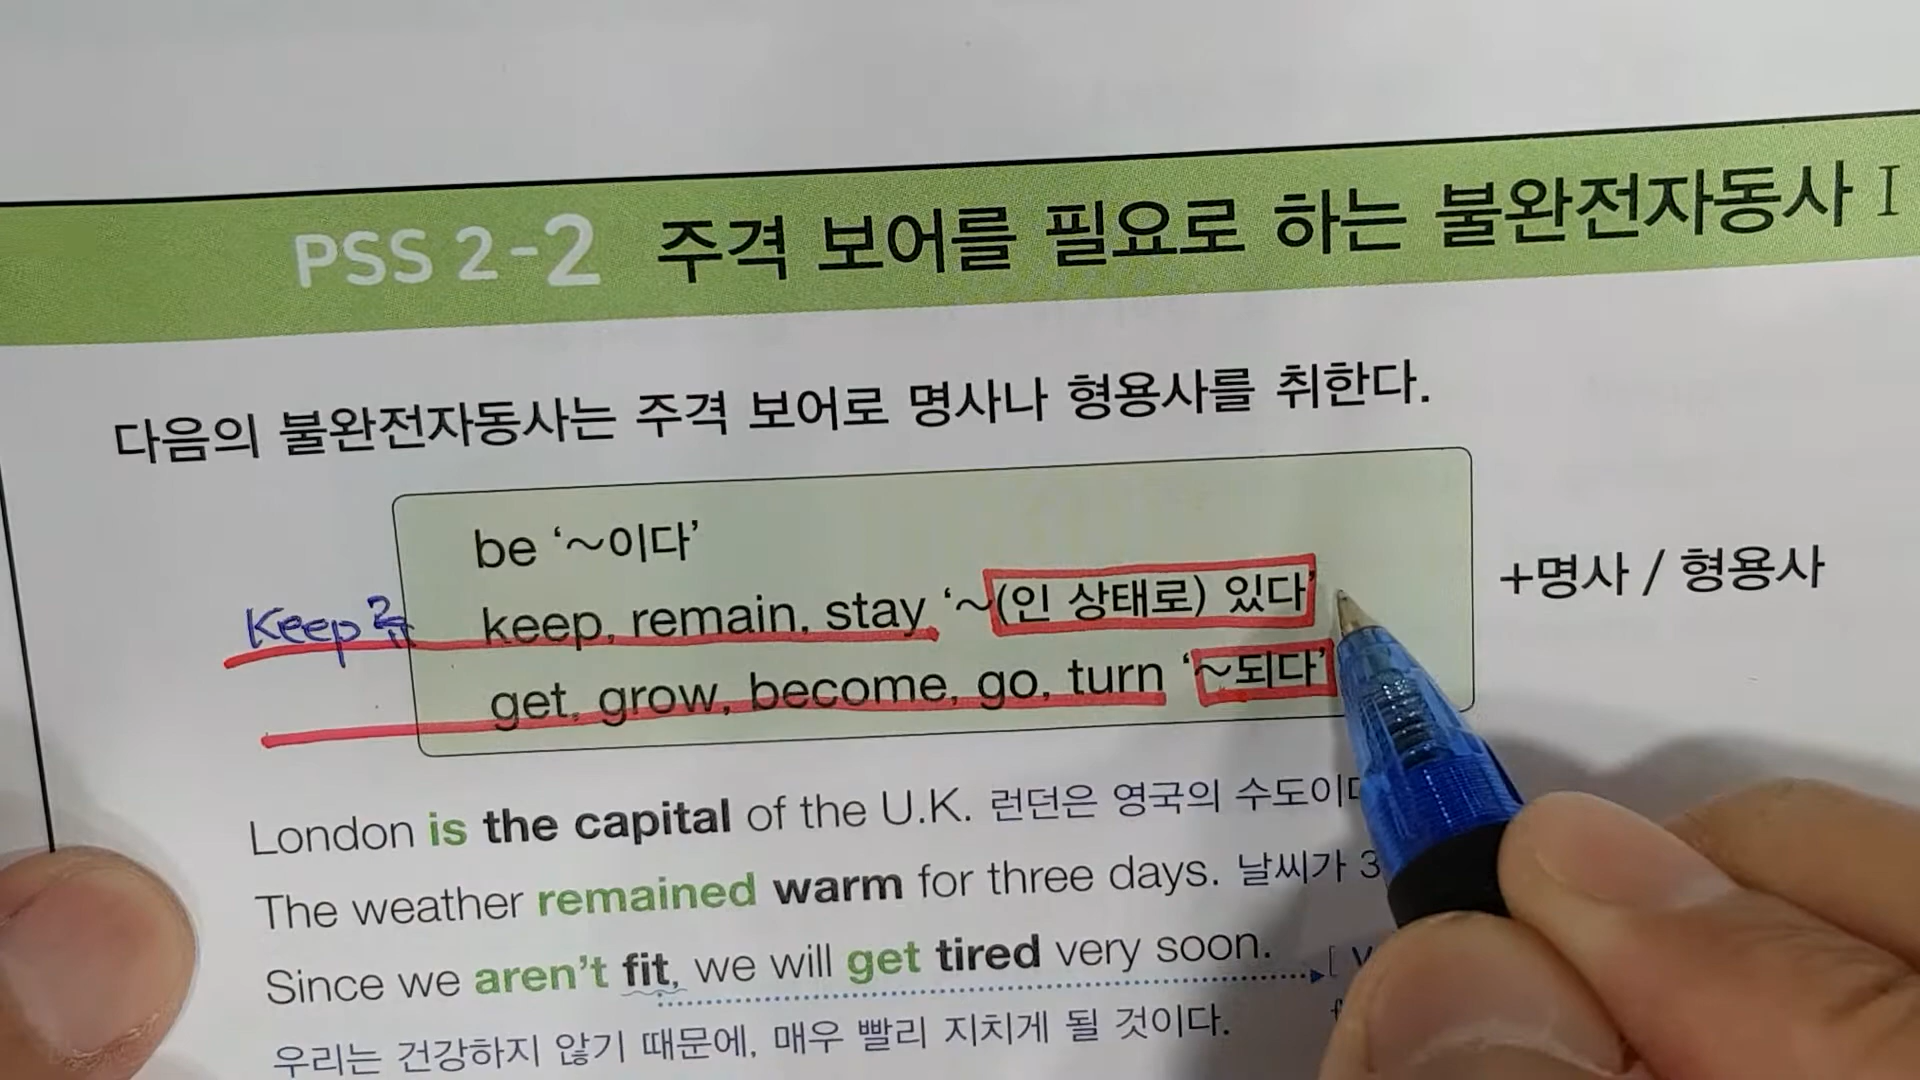 PSS 2-2 주격 보어를 필요로 하는 불완전자동사 I
다음의 불완전자동사는 주격 보어로 명사나 형용사를 취한다.
be ‘~이다’
Keep류 keep, remain, stay ‘~(인 상태로) 있다’ +명사 / 형용사
get, grow, become, go, turn ‘~되다’
London is the capital of the U.K. 런던은 영국의 수도이다
The weather remained warm for three days. 날씨가 3
Since we aren't fit, we will get tired very soon. [
우리는 건강하지 않기 때문에, 매우 빨리 지치게 될 것이다.